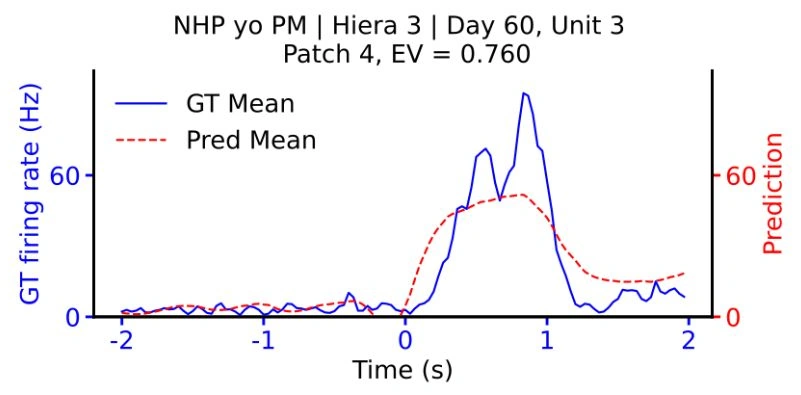 NHP yo PM | Hiera 3 | Day 60, Unit 3
Patch 4, EV = 0.760
GT Mean
Pred Mean
GT firing rate (Hz)
60
0
Prediction
60
0
-2 -1 0 1 2
Time (s)